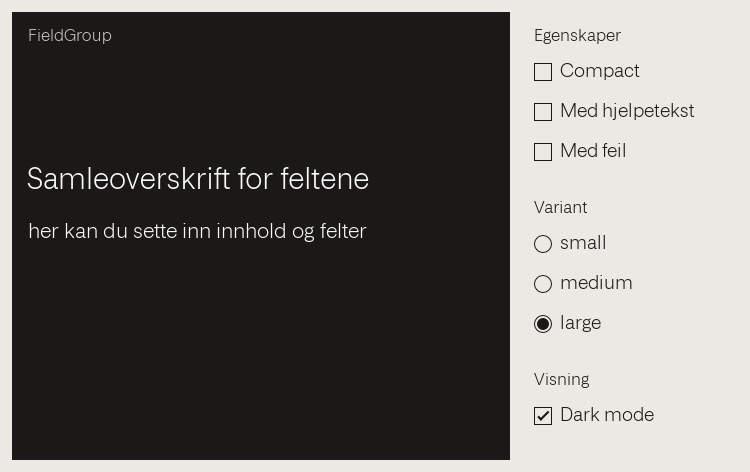 FieldGroup
Samleoverskrift for feltene
her kan du sette inn innhold og felter
Egenskaper
Compact
Med hjelpetekst
Med feil
Variant
small
medium
large
Visning
Dark mode